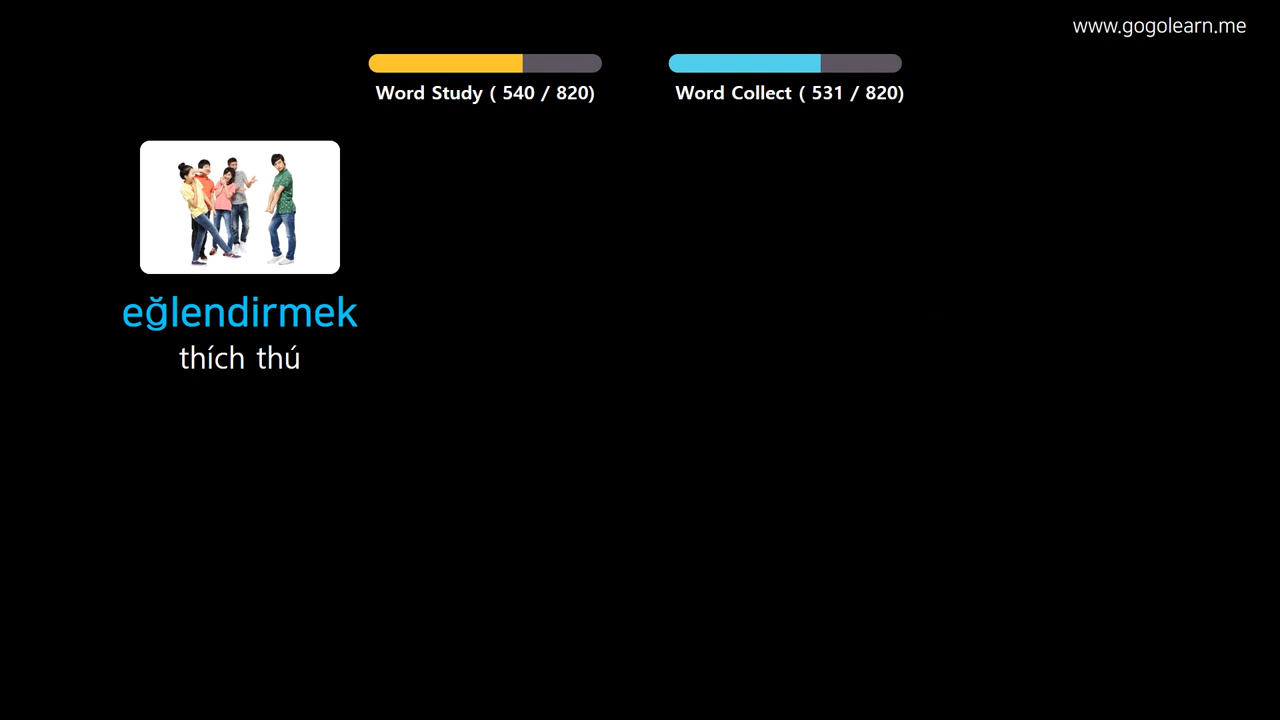 www.gogolearn.me
Word Study ( 540 / 820)
Word Collect ( 531 / 820)
eğlendirmek
thích thú